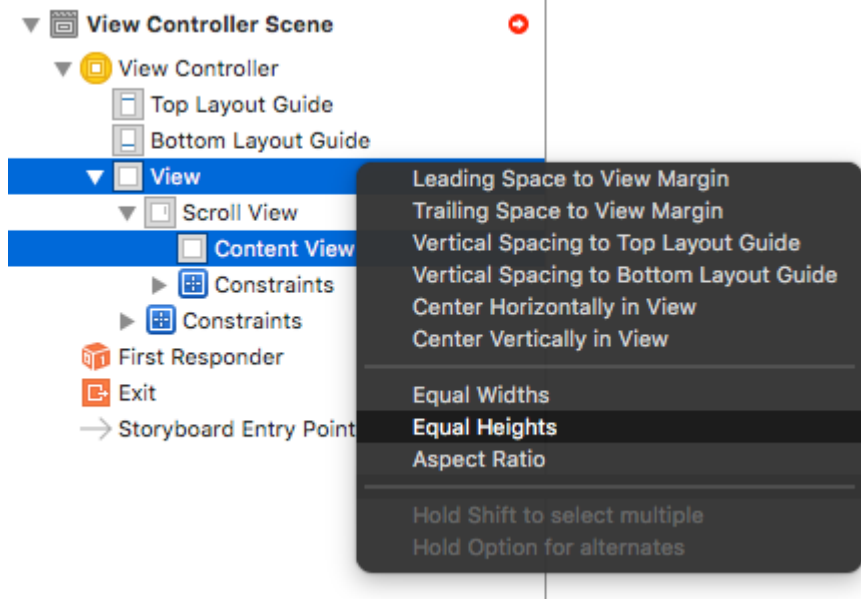 View Controller Scene
View Controller
Top Layout Guide
Bottom Layout Guide
View
Scroll View
Content View
Constraints
Constraints
First Responder
Exit
Storyboard Entry Point
Leading Space to View Margin
Trailing Space to View Margin
Vertical Spacing to Top Layout Guide
Vertical Spacing to Bottom Layout Guide
Center Horizontally in View
Center Vertically in View
Equal Widths
Equal Heights
Aspect Ratio
Hold Shift to select multiple
Hold Option for alternates